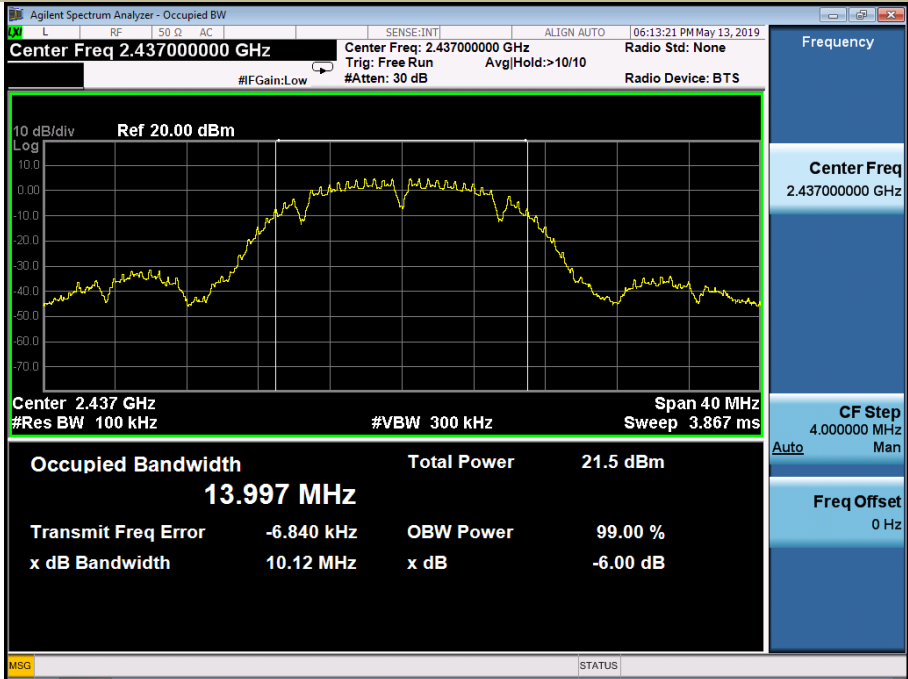 Agilent Spectrum Analyzer - Occupied BW
LXI L RF 50 Ω AC SENSE:INT ALIGN AUTO 06:13:21 PM May 13, 2019
Center Freq 2.437000000 GHz
Center Freq: 2.437000000 GHz Radio Std: None
Trig: Free Run Avg|Hold:>10/10
#IFGain:Low #Atten: 30 dB Radio Device: BTS
Frequency
10 dB/div Ref 20.00 dBm
Log
10.0
0.00
-10.0
-20.0
-30.0
-40.0
-50.0
-60.0
-70.0
Center 2.437 GHz Span 40 MHz
#Res BW 100 kHz #VBW 300 kHz Sweep 3.867 ms
Center Freq
2.437000000 GHz
CF Step
4.000000 MHz
Auto Man
Freq Offset
0 Hz
Occupied Bandwidth Total Power 21.5 dBm
13.997 MHz
Transmit Freq Error -6.840 kHz OBW Power 99.00 %
x dB Bandwidth 10.12 MHz x dB -6.00 dB
MSG STATUS